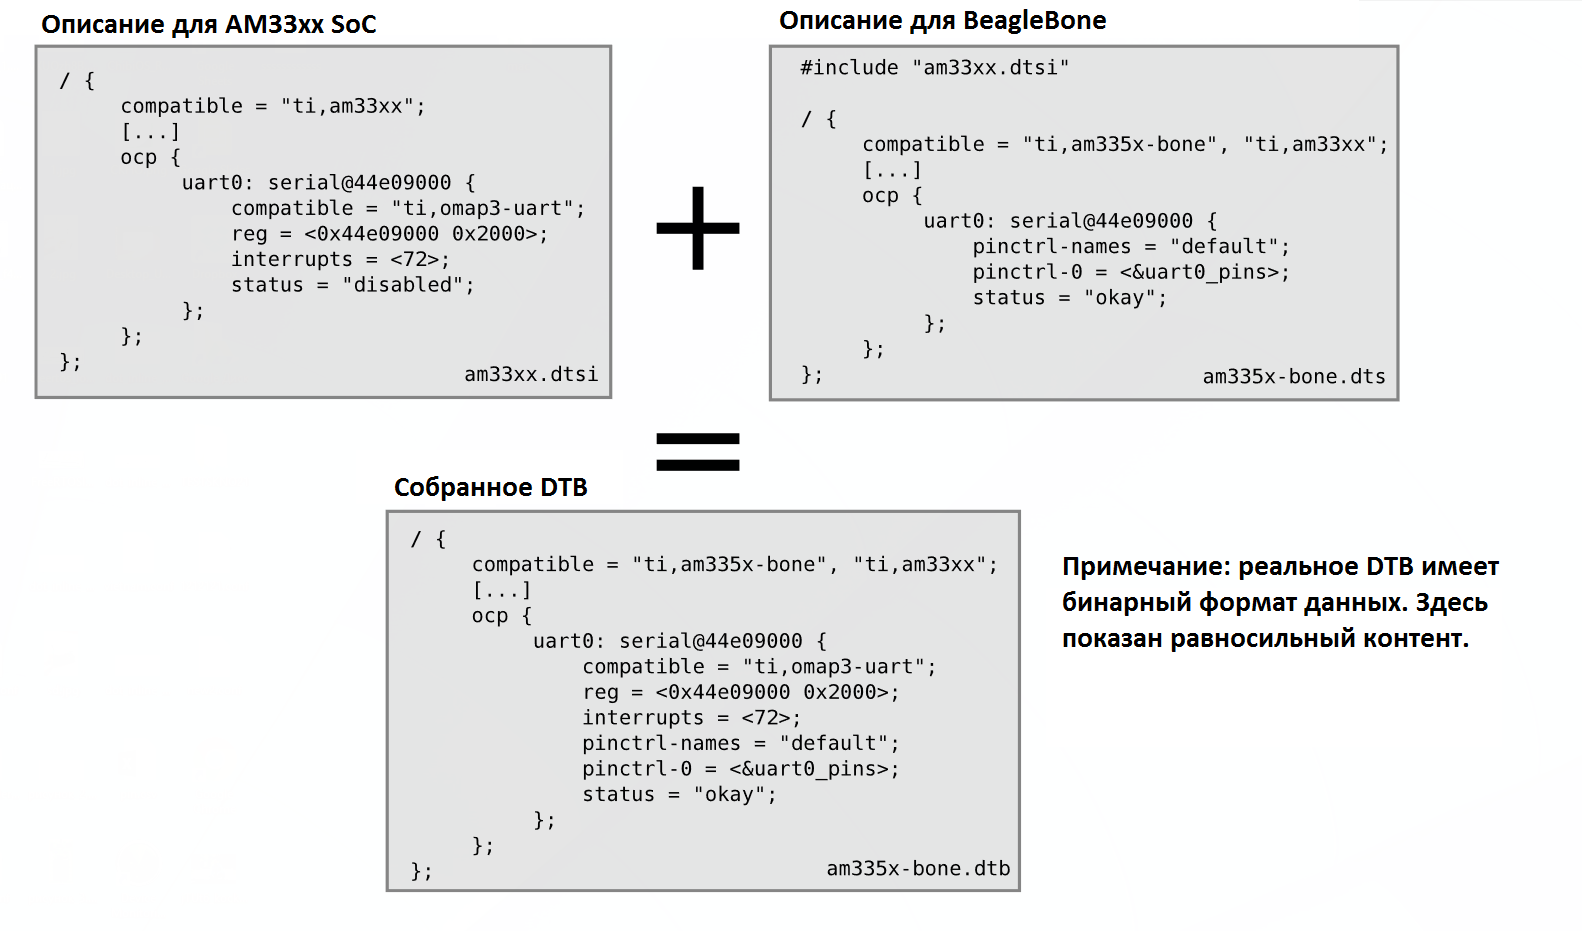 Описание для AM33xx SoC
/ {
compatible = "ti,am33xx";
[...]
ocp {
uart0: serial@44e09000 {
compatible = "ti,omap3-uart";
reg = <0x44e09000 0x2000>;
interrupts = <72>;
status = "disabled";
};
};
};
am33xx.dtsi
+
Описание для BeagleBone
#include "am33xx.dtsi"
/ {
compatible = "ti,am335x-bone", "ti,am33xx";
[...]
ocp {
uart0: serial@44e09000 {
pinctrl-names = "default";
pinctrl-0 = <&uart0_pins>;
status = "okay";
};
};
};
am335x-bone.dts
=
Собранное DTB
/ {
compatible = "ti,am335x-bone", "ti,am33xx";
[...]
ocp {
uart0: serial@44e09000 {
compatible = "ti,omap3-uart";
reg = <0x44e09000 0x2000>;
interrupts = <72>;
pinctrl-names = "default";
pinctrl-0 = <&uart0_pins>;
status = "okay";
};
};
};
am335x-bone.dtb
Примечание: реальное DTB имеет
бинарный формат данных. Здесь
показан равносильный контент.